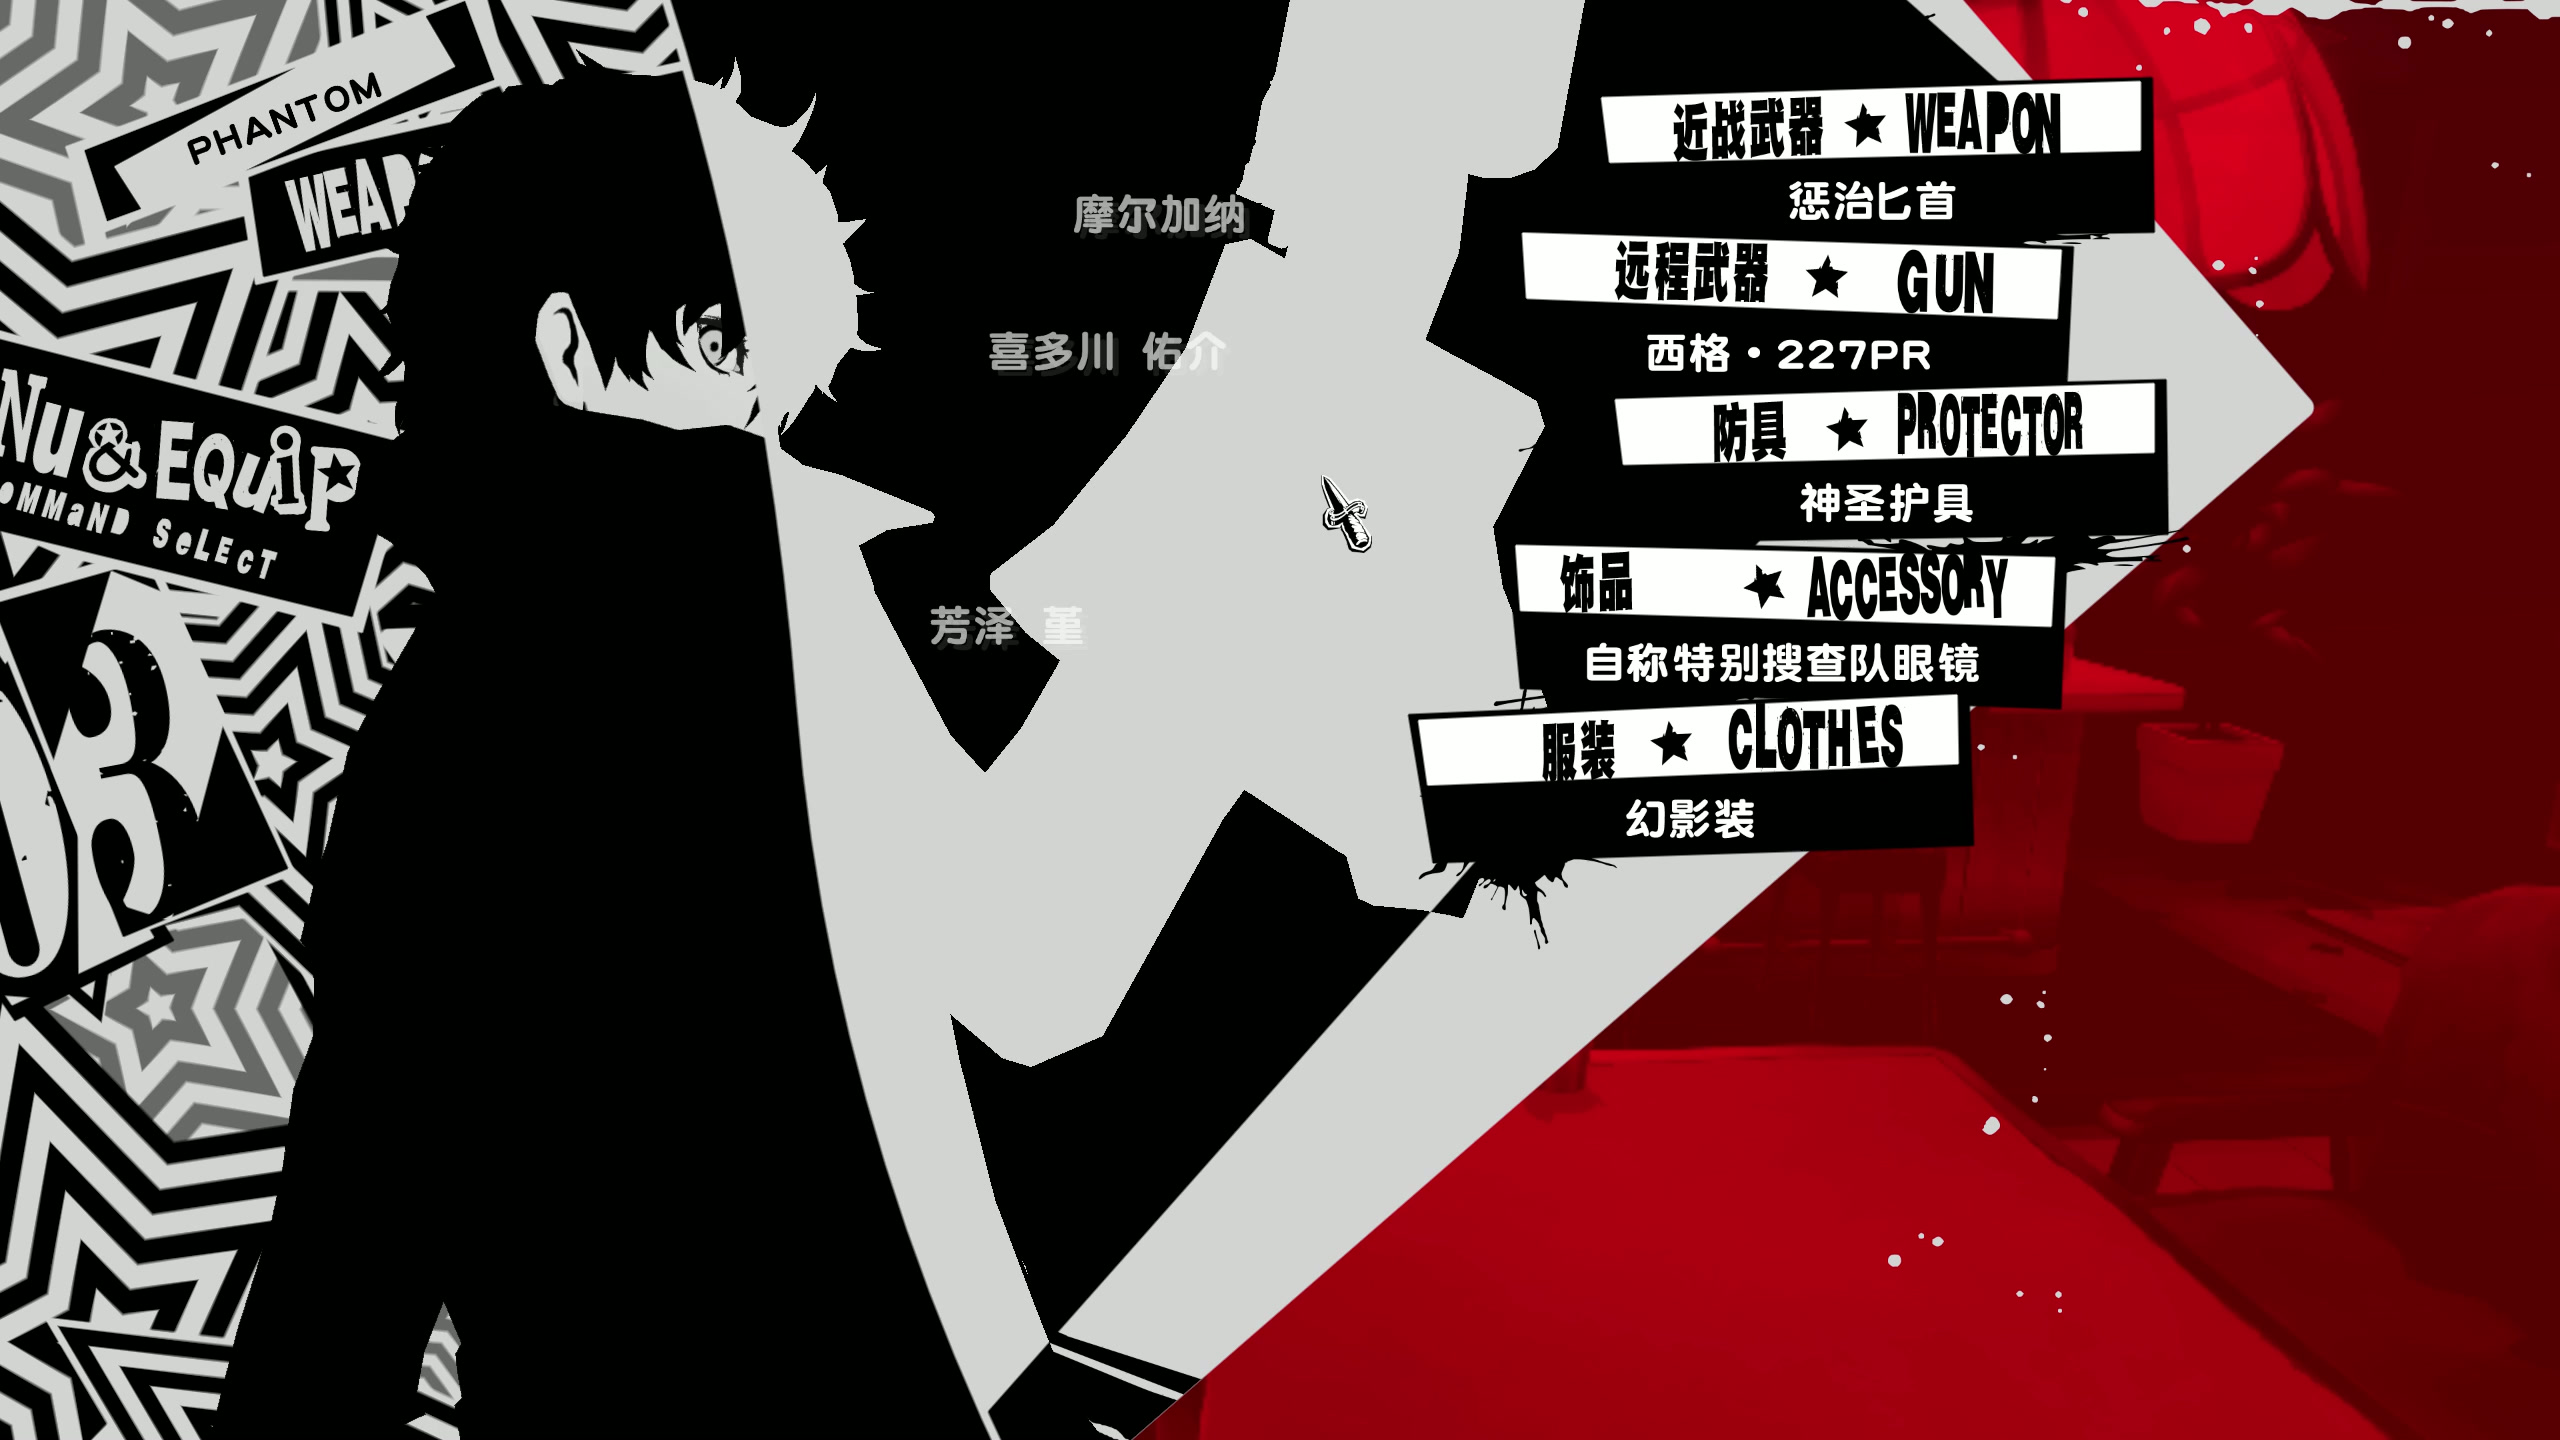 PHANTOM
WEAP
Nu & EQuiP
oMMaND SeLEcT
03
摩尔加纳
喜多川 佑介
芳泽 堇
近战武器 ★ WEAPON
惩治匕首
远程武器 ★ GUN
西格·227PR
防具 ★ PROTECTOR
神圣护具
饰品 ★ ACCESSORY
自称特别搜查队眼镜
服装 ★ CLOTHES
幻影装